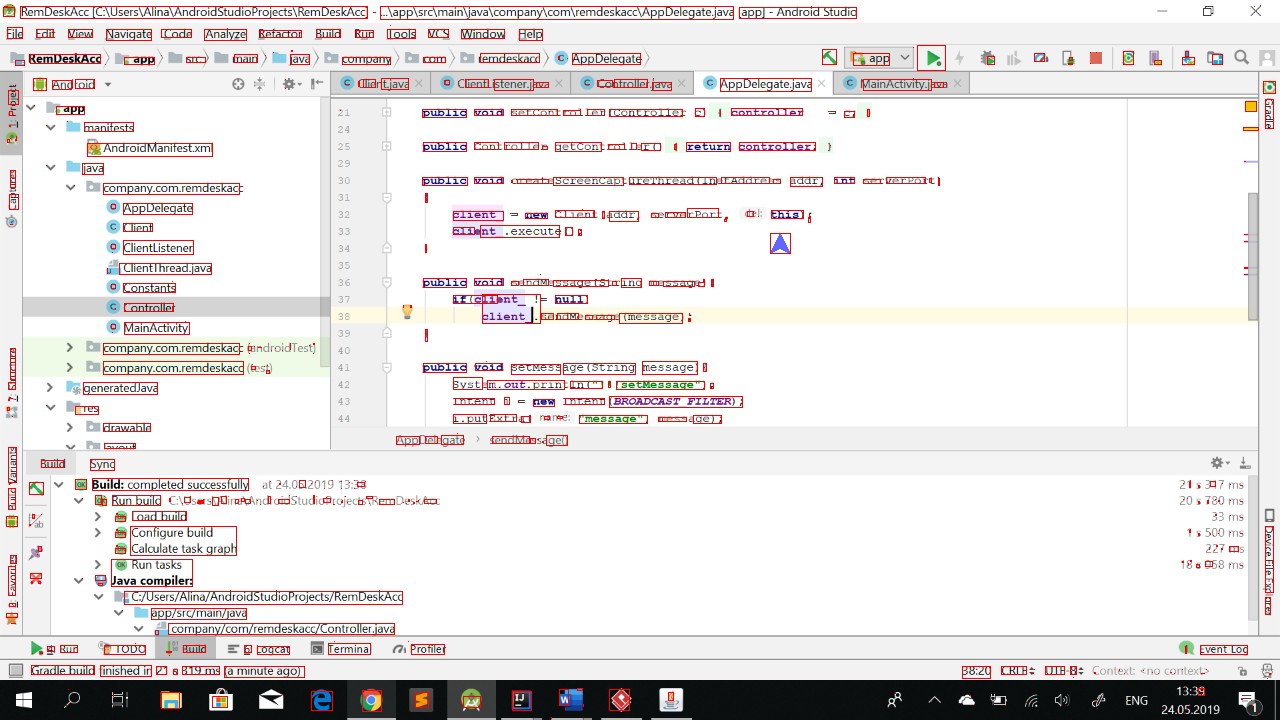 RemDeskAcc [C:\Users\Alina\AndroidStudioProjects\RemDeskAcc] - ...\app\src\main\java\company\com\remdeskacc\AppDelegate.java [app] - Android Studio
File Edit View Navigate Code Analyze Refactor Build Run Tools VCS Window Help
RemDeskAcc app src main java company com remdeskacc AppDelegate app
Android Client.java ClientListener.java Controller.java AppDelegate.java MainActivity.java
1: Project
Captures
7: Structure
Build Variants
2: Favorites
Gradle
Device File Explorer
app
manifests
AndroidManifest.xml
java
company.com.remdeskacc
AppDelegate
Client
ClientListener
ClientThread.java
Constants
Controller
MainActivity
company.com.remdeskacc (androidTest)
company.com.remdeskacc (test)
generatedJava
res
drawable
layout
21 public void setController(Controller c) { controller = c; }
24
25 public Controller getController() { return controller; }
29
30 public void createScreenCaptureThread(InetAddress addr, int serverPort)
31 {
32 client_ = new Client(addr, serverPort, del: this);
33 client_.execute();
34 }
35
36 public void sendMessage(String message) {
37 if(client_ != null)
38 client_.sendMessage(message);
39 }
40
41 public void setMessage(String message) {
42 System.out.println(" setMessage");
43 Intent i = new Intent(BROADCAST_FILTER);
44 i.putExtra( name: "message", message);
AppDelegate sendMessage()
Build Sync
Build: completed successfully at 24.05.2019 13:38
Run build C:\Users\Alina\AndroidStudioProjects\RemDeskAcc 20 s 780 ms
Load build 33 ms
Configure build 1 s 500 ms
Calculate task graph 227 ms
Run tasks
Java compiler:
C:/Users/Alina/AndroidStudioProjects/RemDeskAcc
app/src/main/java
company/com/remdeskacc/Controller.java
4: Run TODO Build 6: Logcat Terminal Profiler 1 Event Log
Gradle build finished in 21 s 319 ms (a minute ago) 38:20 CRLF UTF-8 Context: <no context>
ENG 13:39
24.05.2019 1